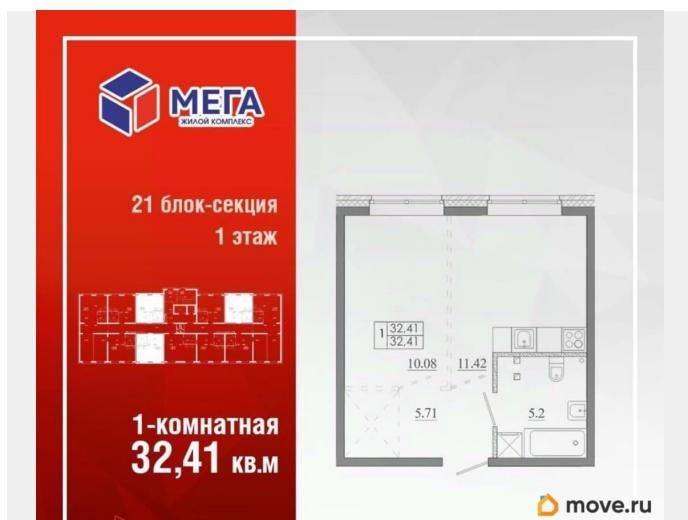 МЕГА
ЖИЛОЙ КОМПЛЕКС
21 блок-секция
1 этаж
1-комнатная
32,41 кв.м
1 32.41
32.41
10.08 11.42
5.71 5.2
move.ru